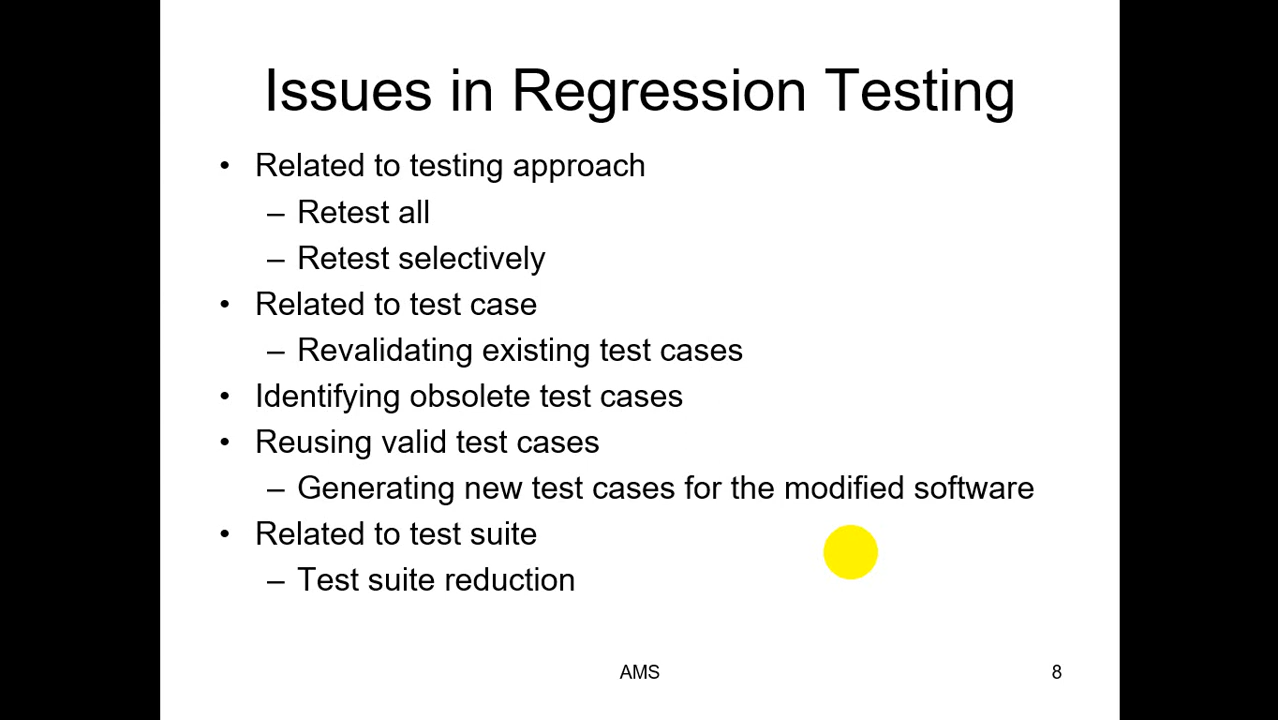 Issues in Regression Testing
• Related to testing approach
– Retest all
– Retest selectively
• Related to test case
– Revalidating existing test cases
• Identifying obsolete test cases
• Reusing valid test cases
– Generating new test cases for the modified software
• Related to test suite
– Test suite reduction
AMS
8